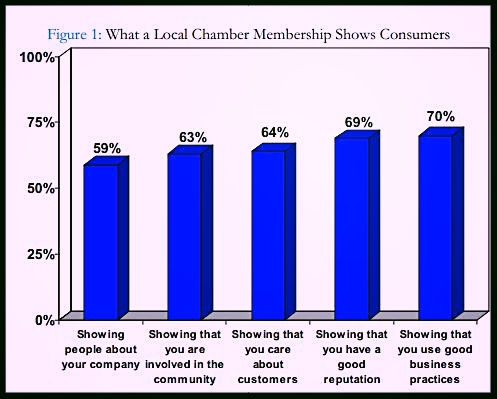 Figure 1: What a Local Chamber Membership Shows Consumers
100%
75%
50%
25%
0%
59%
63%
64%
69%
70%
Showing
people about
your company
Showing that
you are
involved in the
community
Showing that
you care
about
customers
Showing that
you have a
good
reputation
Showing that
you use good
business
practices